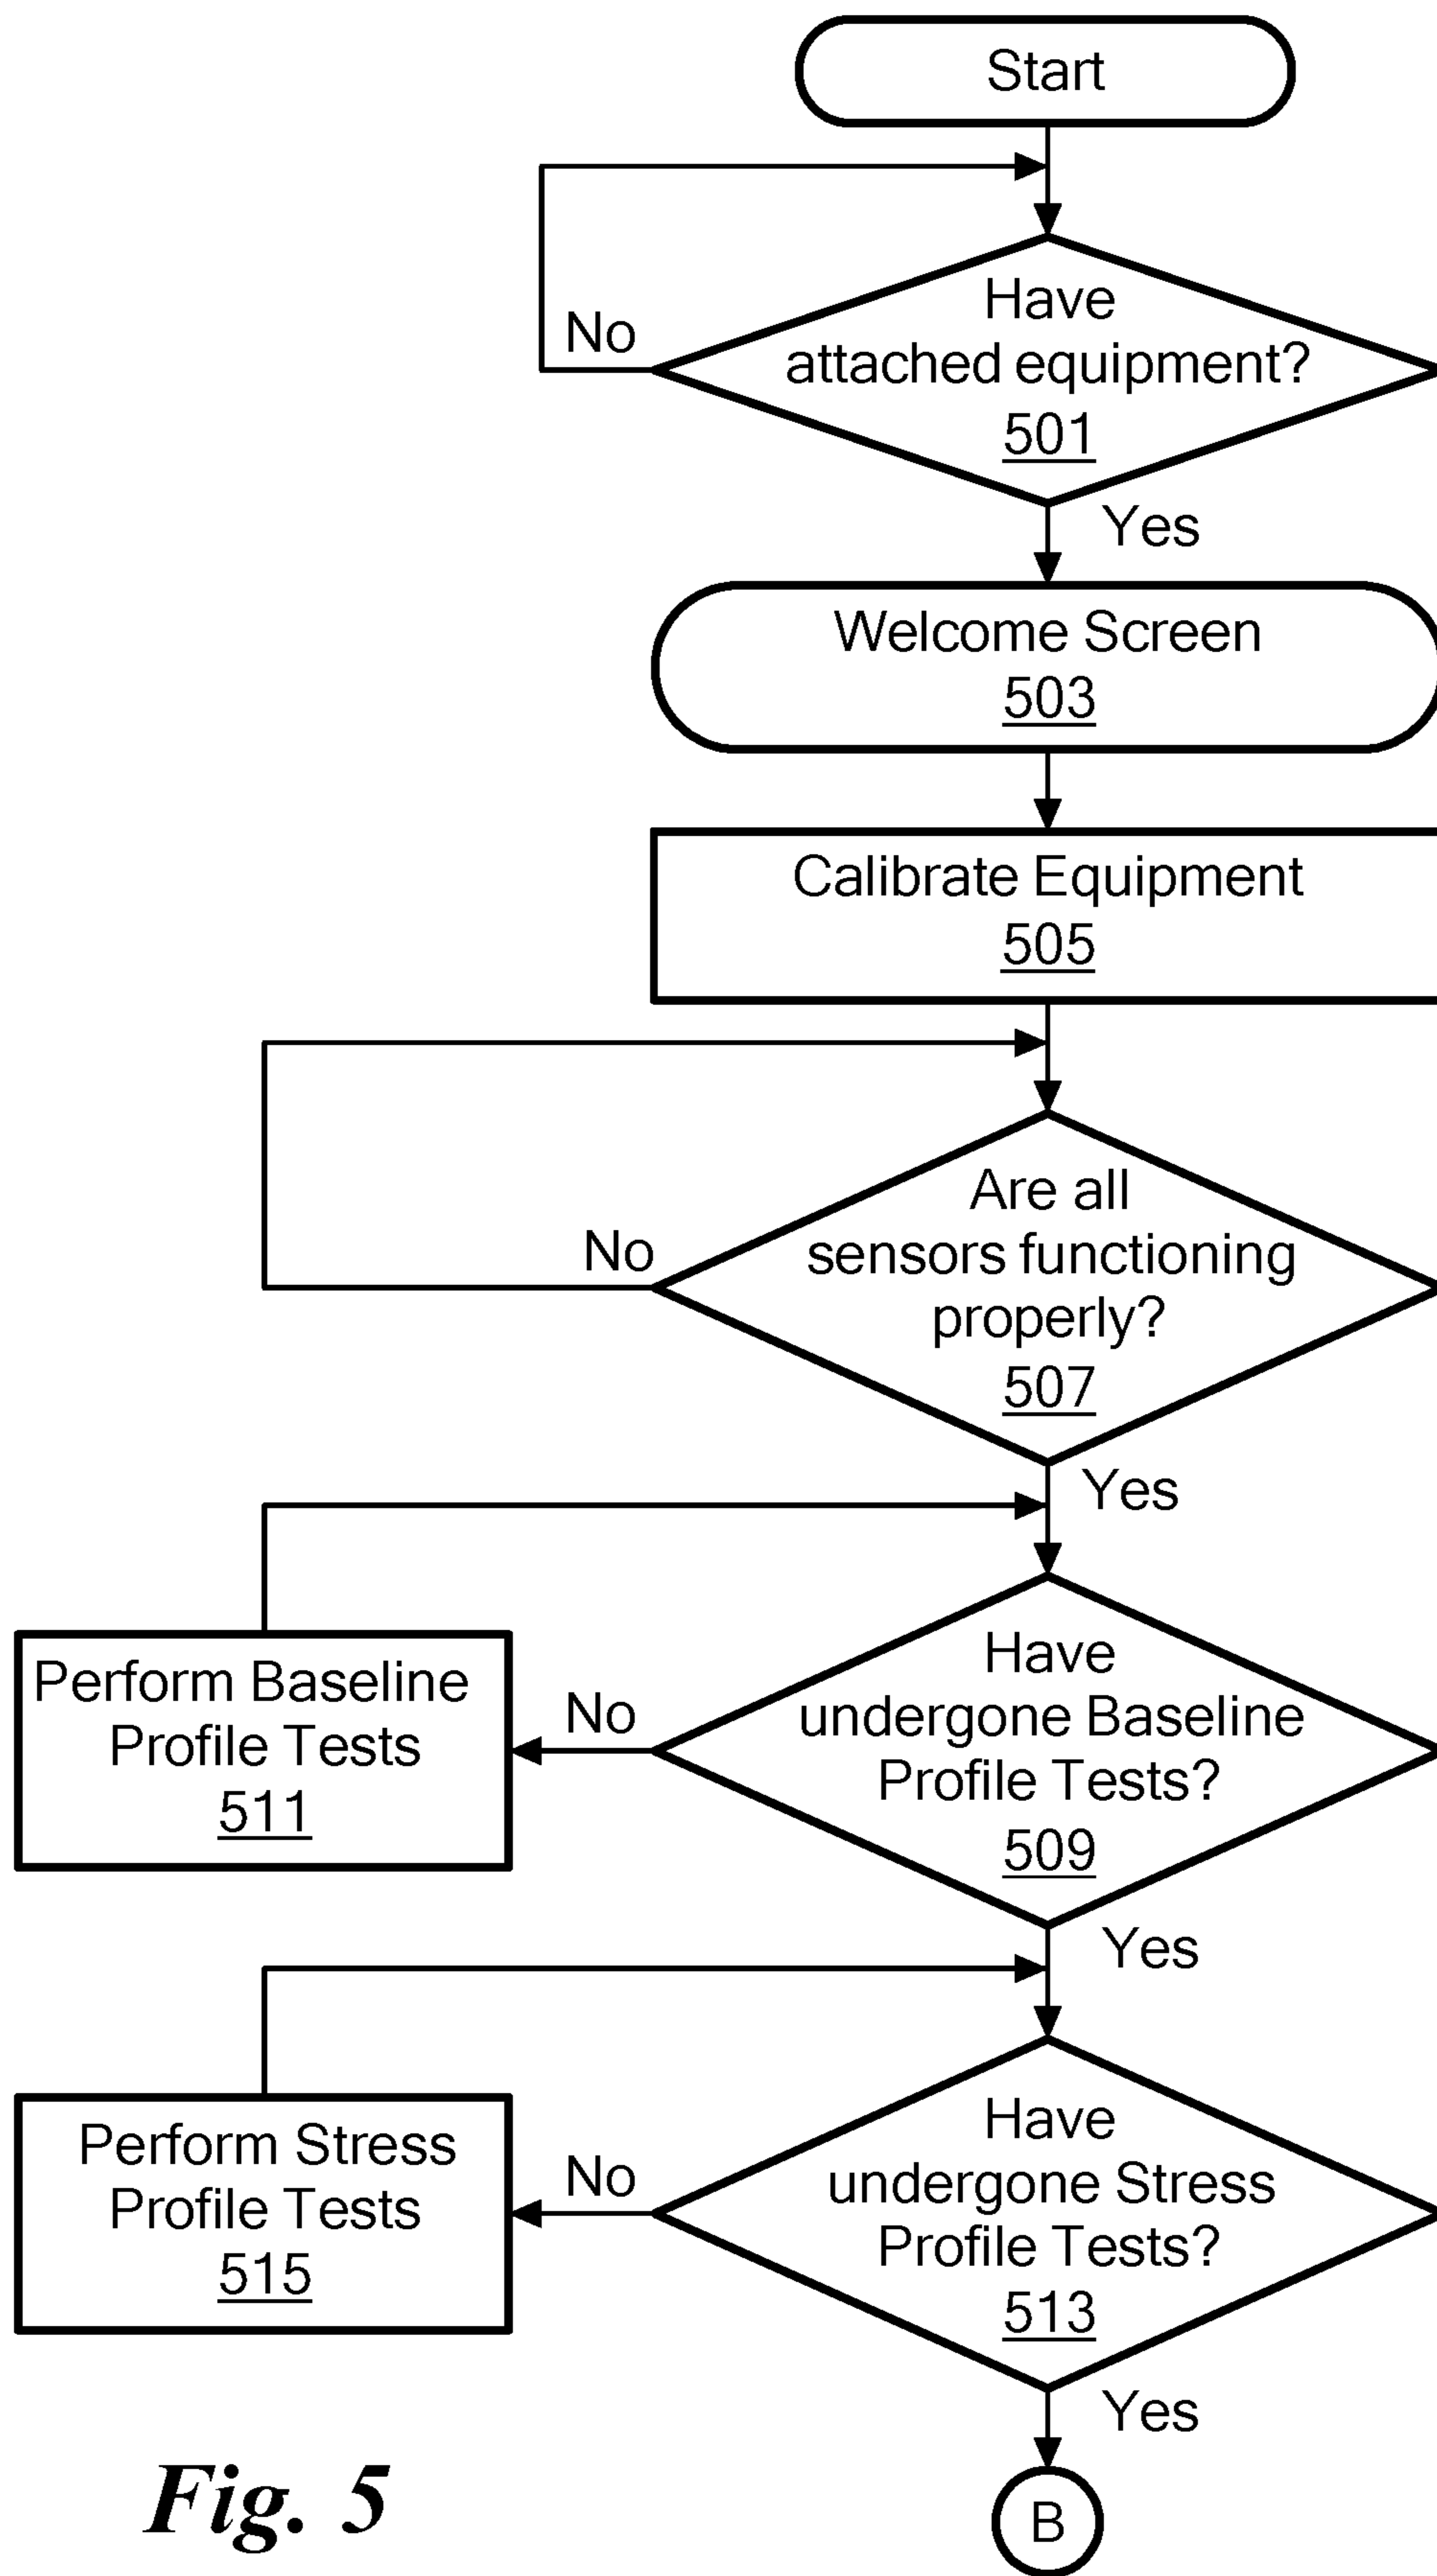 Start
Have
attached equipment?
501
No
Yes
Welcome Screen
503
Calibrate Equipment
505
Are all
sensors functioning
properly?
507
No
Yes
Have
undergone Baseline
Profile Tests?
509
No
Perform Baseline
Profile Tests
511
Yes
Have
undergone Stress
Profile Tests?
513
No
Perform Stress
Profile Tests
515
Yes
B
Fig. 5